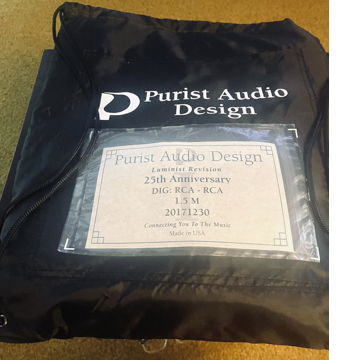 Purist Audio
Design
Purist Audio Design
Luminist Revision
25th Anniversary
DIG: RCA - RCA
1.5 M
20171230
Connecting You To The Music
Made in USA